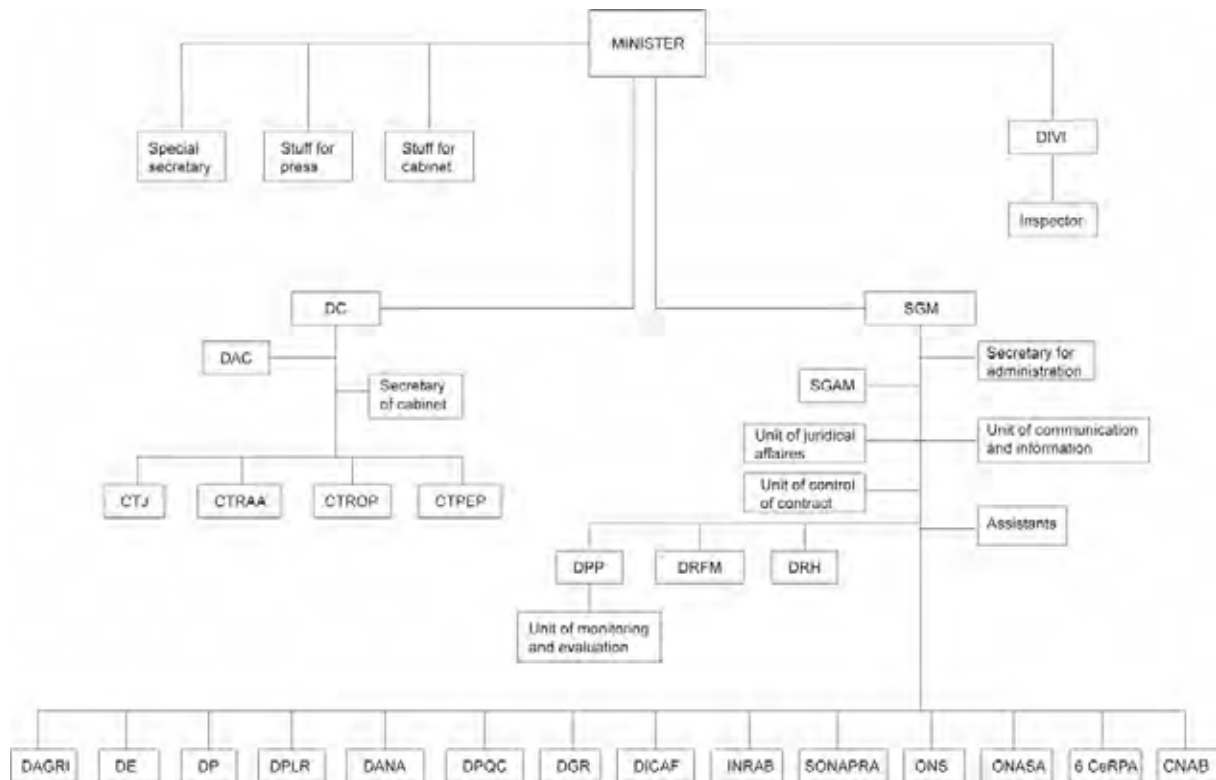 MINISTER
Special
secretary
Stuff for
press
Stuff for
cabinet
DIVI
Inspector
DC
SGM
DAC
Secretary
of cabinet
Secretary for
administration
SGAM
Unit of juridical
affaires
Unit of communication
and information
Unit of control
of contract
Assistants
CTJ
CTRAA
CTROP
CTPEP
DPP
DRFM
DRH
Unit of monitoring
and evaluation
DAGRI
DE
DP
DPLR
DANA
DPQC
DGR
DICAF
INRAB
SONAPRA
ONS
ONASA
6 CeRPA
CNAB